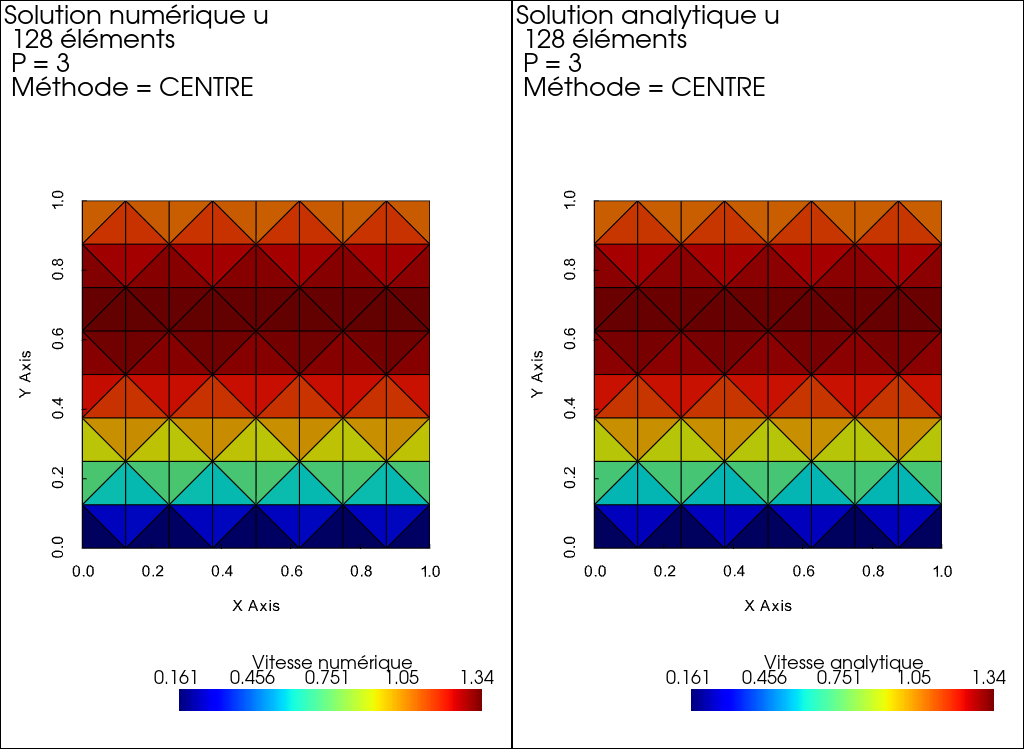 Solution numérique u
128 éléments
P = 3
Méthode = CENTRE
1.0
0.8
0.6
0.4
0.2
0.0
Y Axis
0.0 0.2 0.4 0.6 0.8 1.0
X Axis
Vitesse numérique
0.161 0.456 0.751 1.05 1.34
Solution analytique u
128 éléments
P = 3
Méthode = CENTRE
1.0
0.8
0.6
0.4
0.2
0.0
Y Axis
0.0 0.2 0.4 0.6 0.8 1.0
X Axis
Vitesse analytique
0.161 0.456 0.751 1.05 1.34